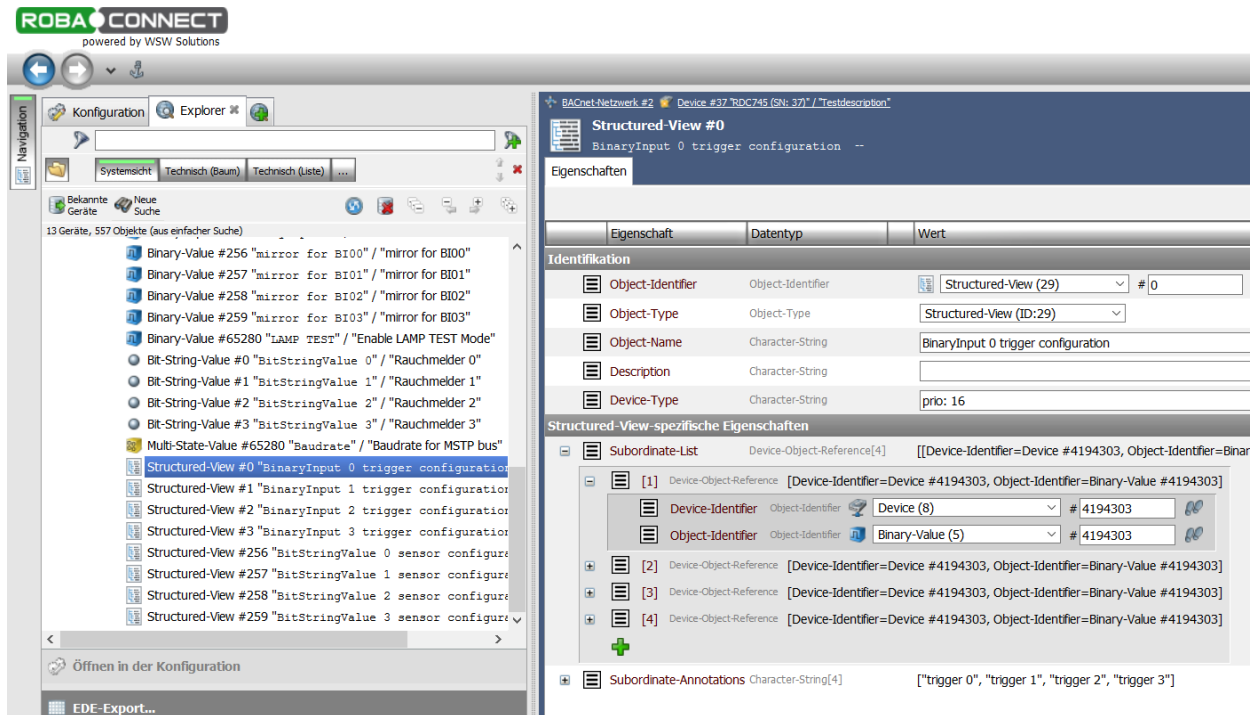 ROBA CONNECT
powered by WSW Solutions
Navigation
Konfiguration Explorer
Systemsicht Technisch (Baum) Technisch (Liste) ...
Bekannte Geräte Neue Suche
13 Geräte, 557 Objekte (aus einfacher Suche)
Binary-Value #256 "mirror for BI00" / "mirror for BI00"
Binary-Value #257 "mirror for BI01" / "mirror for BI01"
Binary-Value #258 "mirror for BI02" / "mirror for BI02"
Binary-Value #259 "mirror for BI03" / "mirror for BI03"
Binary-Value #65280 "LAMP TEST" / "Enable LAMP TEST Mode"
Bit-String-Value #0 "BitStringValue 0" / "Rauchmelder 0"
Bit-String-Value #1 "BitStringValue 1" / "Rauchmelder 1"
Bit-String-Value #2 "BitStringValue 2" / "Rauchmelder 2"
Bit-String-Value #3 "BitStringValue 3" / "Rauchmelder 3"
Multi-State-Value #65280 "Baudrate" / "Baudrate for MSTP bus"
Structured-View #0 "BinaryInput 0 trigger configuration
Structured-View #1 "BinaryInput 1 trigger configuration
Structured-View #2 "BinaryInput 2 trigger configuration
Structured-View #3 "BinaryInput 3 trigger configuration
Structured-View #256 "BitStringValue 0 sensor configura
Structured-View #257 "BitStringValue 1 sensor configura
Structured-View #258 "BitStringValue 2 sensor configura
Structured-View #259 "BitStringValue 3 sensor configura
Öffnen in der Konfiguration
EDE-Export...
BACnet-Netzwerk #2 Device #37 "RDC745 (SN: 37)" / "Testdescription"
Structured-View #0
BinaryInput 0 trigger configuration --
Eigenschaften
Eigenschaft Datentyp Wert
Identifikation
Object-Identifier Object-Identifier Structured-View (29) # 0
Object-Type Object-Type Structured-View (ID:29)
Object-Name Character-String BinaryInput 0 trigger configuration
Description Character-String
Device-Type Character-String prio: 16
Structured-View-spezifische Eigenschaften
Subordinate-List Device-Object-Reference[4] [[Device-Identifier=Device #4194303, Object-Identifier=Binar
[1] Device-Object-Reference [Device-Identifier=Device #4194303, Object-Identifier=Binary-Value #4194303]
Device-Identifier Object-Identifier Device (8) # 4194303
Object-Identifier Object-Identifier Binary-Value (5) # 4194303
[2] Device-Object-Reference [Device-Identifier=Device #4194303, Object-Identifier=Binary-Value #4194303]
[3] Device-Object-Reference [Device-Identifier=Device #4194303, Object-Identifier=Binary-Value #4194303]
[4] Device-Object-Reference [Device-Identifier=Device #4194303, Object-Identifier=Binary-Value #4194303]
Subordinate-Annotations Character-String[4] ["trigger 0", "trigger 1", "trigger 2", "trigger 3"]